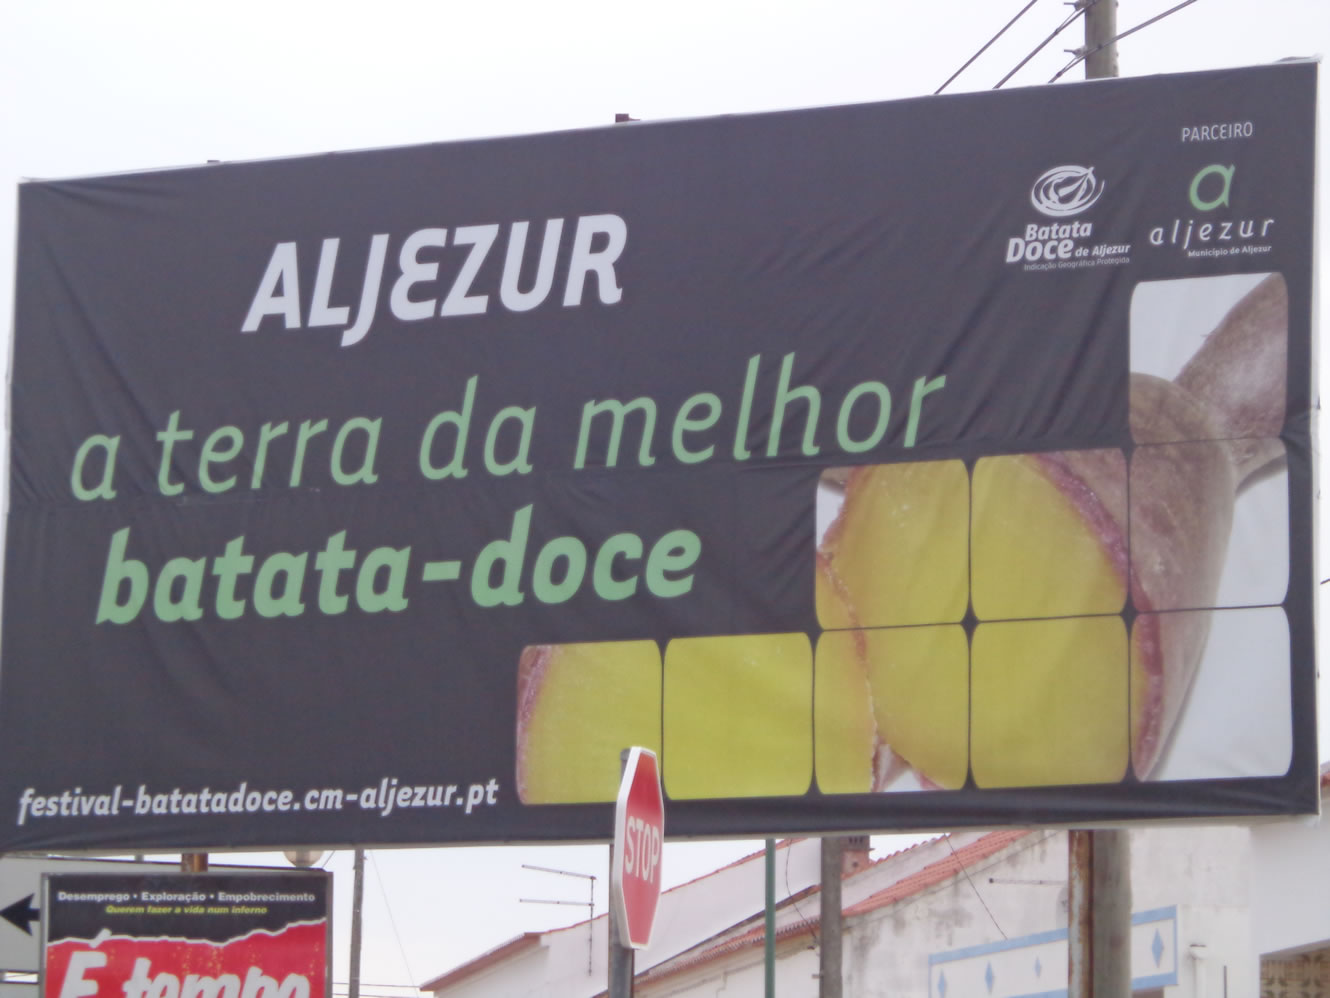 PARCEIRO
a
aljezur
Município de Aljezur
Batata
Doce de Aljezur
Indicação Geográfica Protegida
ALJEZUR
a terra da melhor
batata-doce
festival-batatadoce.cm-aljezur.pt
STOP
Desemprego • Exploração • Empobrecimento
Querem fazer a vida num inferno
É tempo